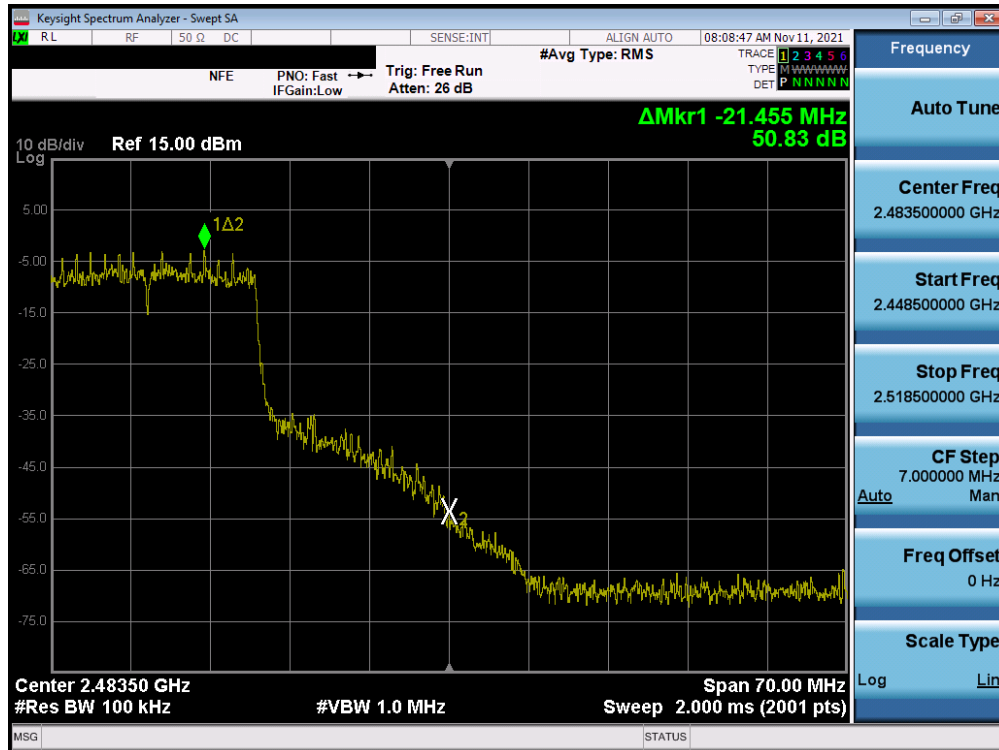 Keysight Spectrum Analyzer - Swept SA
LXI RL RF 50 Ω DC SENSE:INT ALIGN AUTO 08:08:47 AM Nov 11, 2021
NFE PNO: Fast Trig: Free Run #Avg Type: RMS TRACE 1 2 3 4 5 6
IFGain:Low Atten: 26 dB TYPE M WWWWW
DET P N N N N N
ΔMkr1 -21.455 MHz
50.83 dB
10 dB/div Ref 15.00 dBm
Log
5.00
1Δ2
-5.00
-15.0
-25.0
-35.0
-45.0
-55.0
2
-65.0
-75.0
Center 2.48350 GHz Span 70.00 MHz
#Res BW 100 kHz #VBW 1.0 MHz Sweep 2.000 ms (2001 pts)
MSG STATUS
Frequency
Auto Tune
Center Freq
2.483500000 GHz
Start Freq
2.448500000 GHz
Stop Freq
2.518500000 GHz
CF Step
7.000000 MHz
Auto Man
Freq Offset
0 Hz
Scale Type
Log Lin